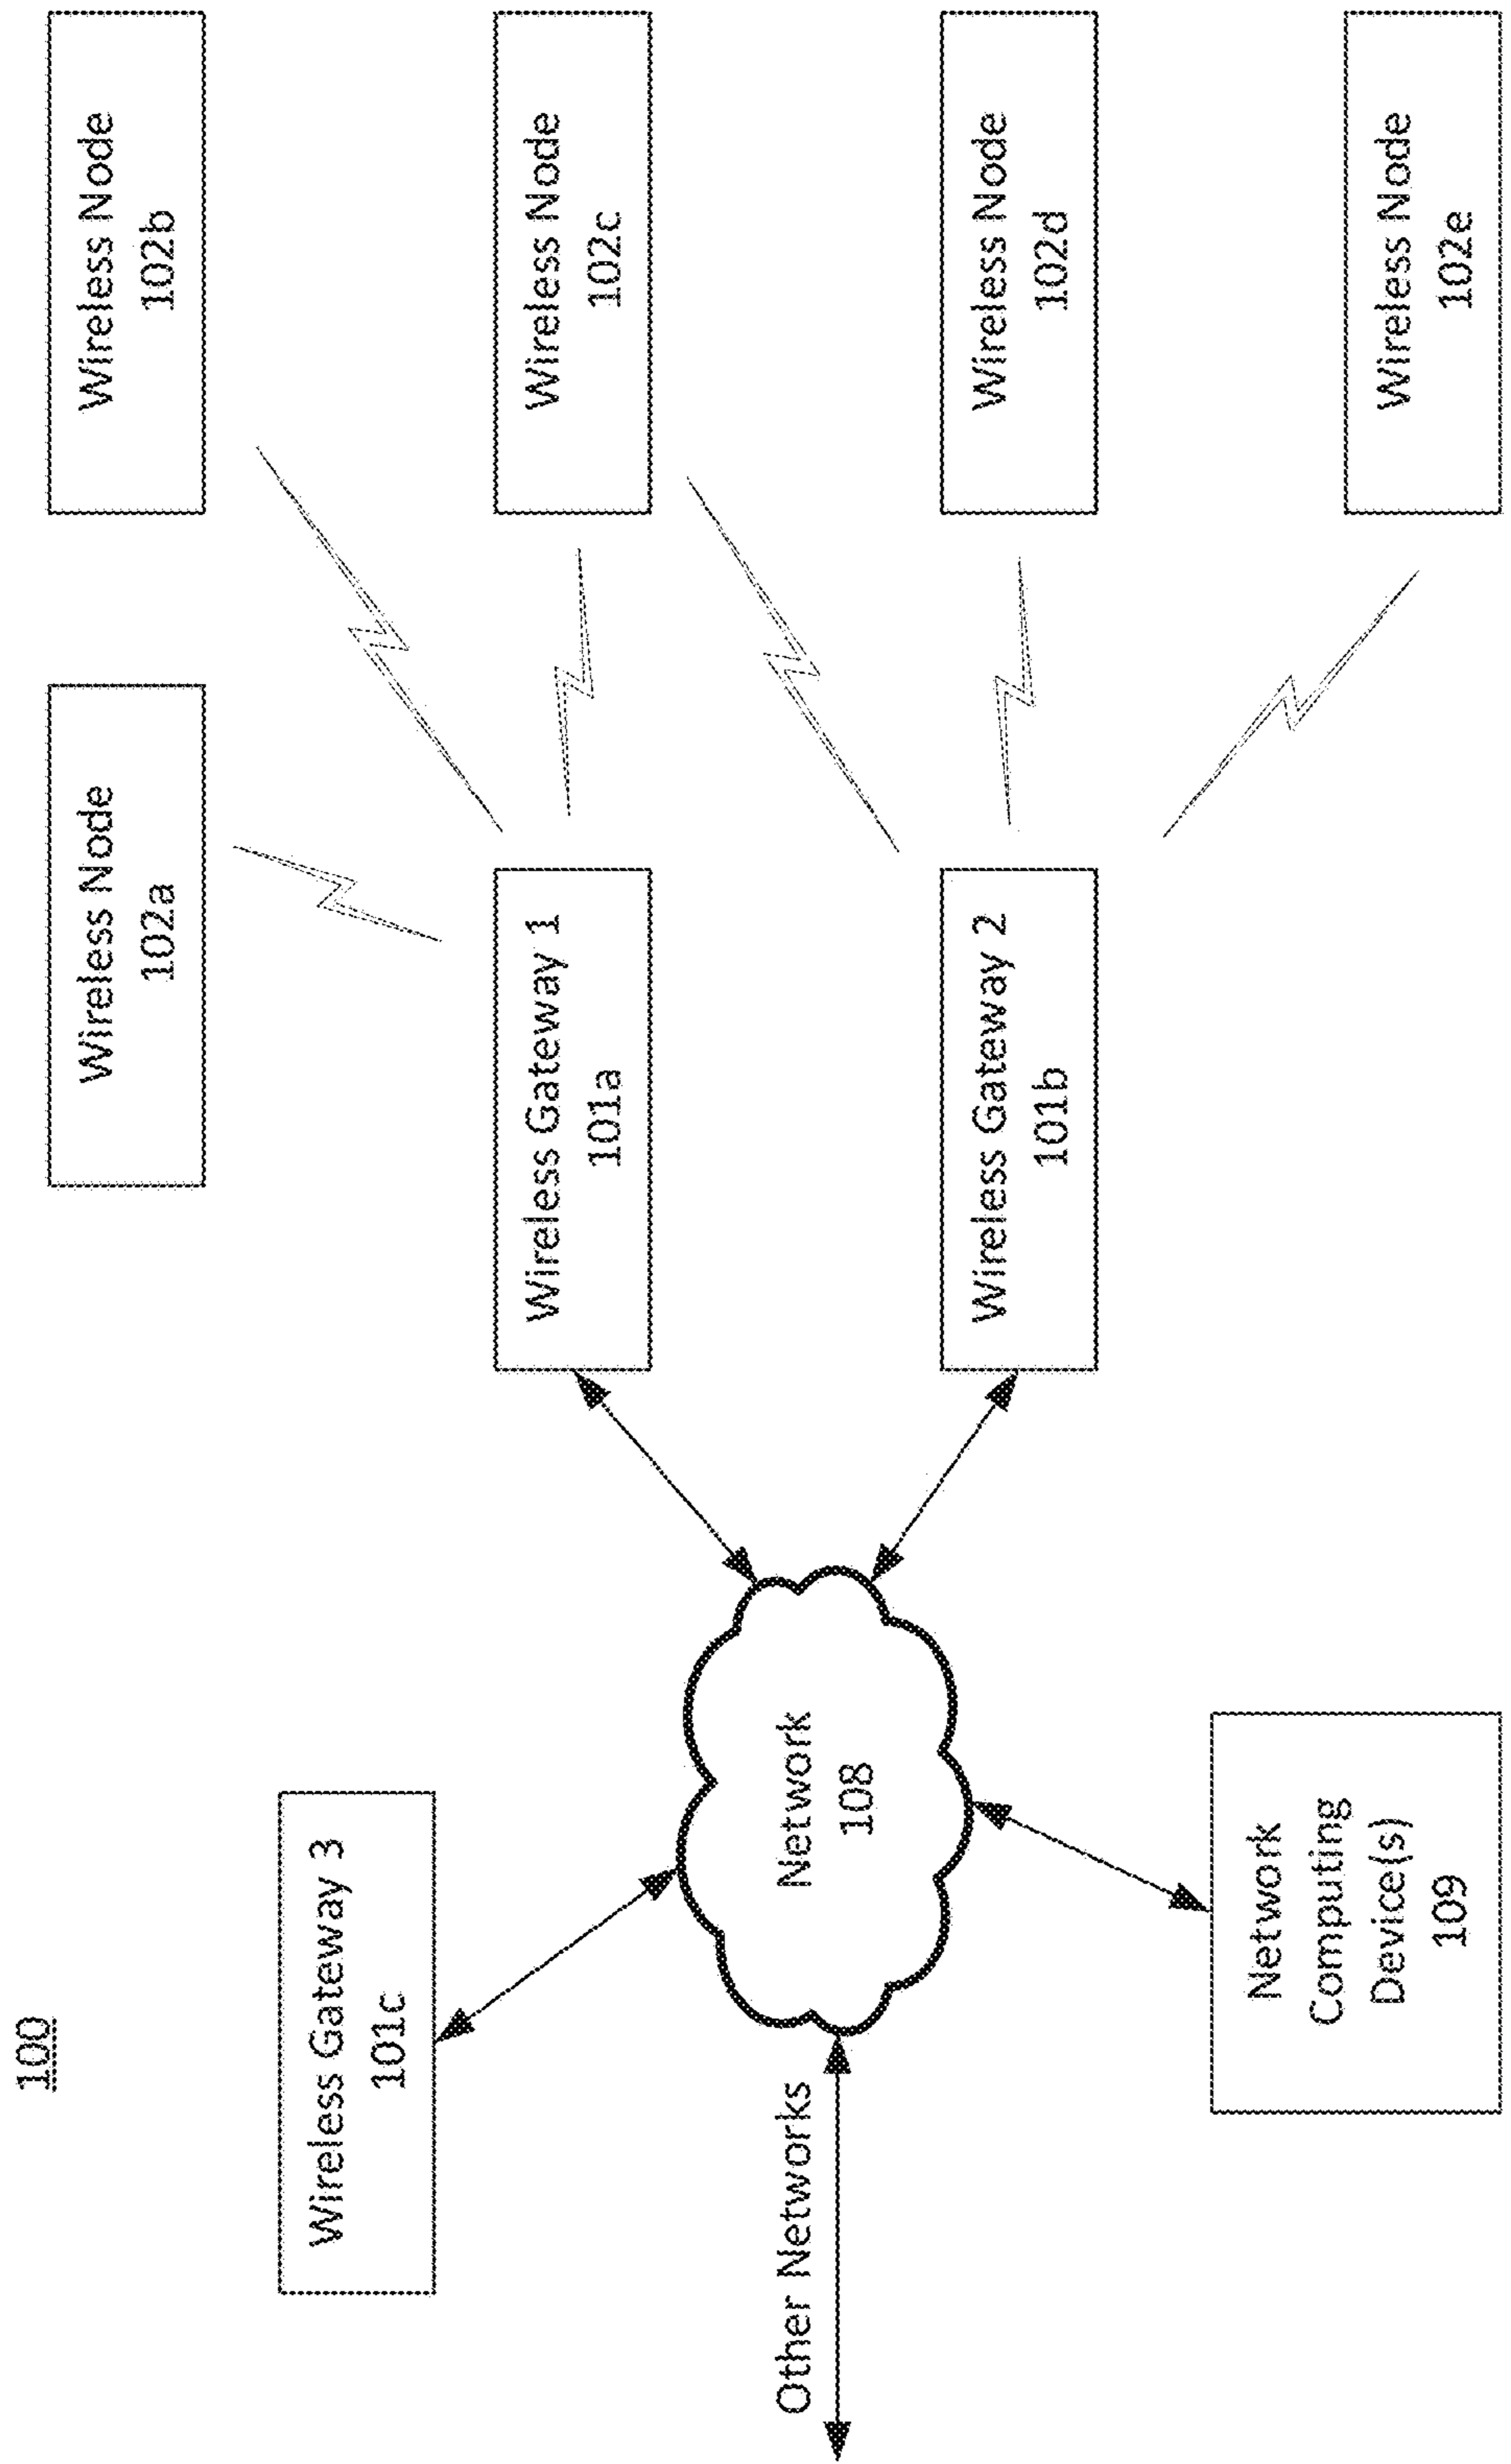 100
Wireless Node
102a
Wireless Node
102b
Wireless Gateway 3
101c
Wireless Gateway 1
101a
Wireless Node
102c
Other Networks
Network
108
Wireless Gateway 2
101b
Wireless Node
102d
Network
Computing
Device(s)
109
Wireless Node
102e